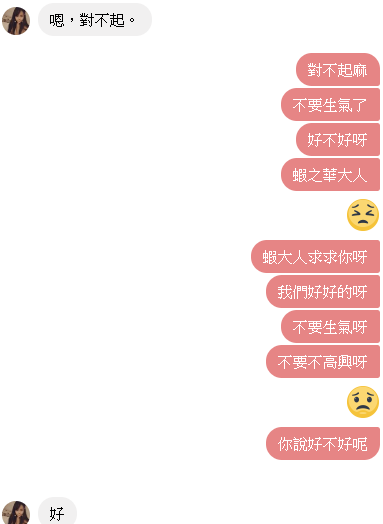 嗯，對不起。
對不起麻
不要生氣了
好不好呀
蝦之華大人
蝦大人求求你呀
我們好好的呀
不要生氣呀
不要不高興呀
你說好不好呢
好